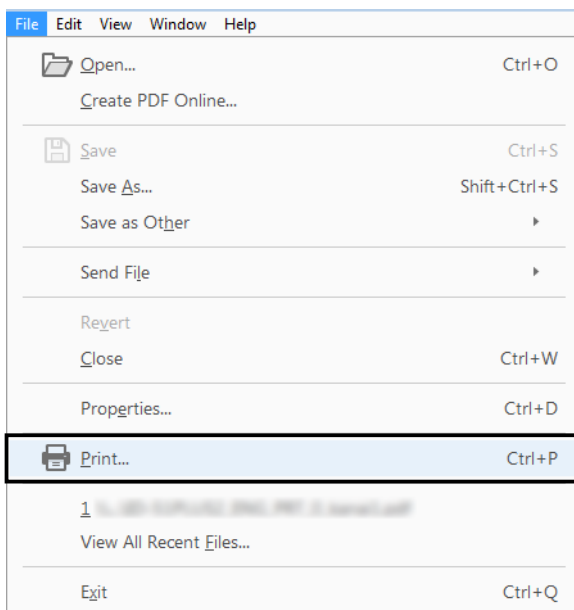 File Edit View Window Help
Open... Ctrl+O
Create PDF Online...
Save Ctrl+S
Save As... Shift+Ctrl+S
Save as Other
Send File
Revert
Close Ctrl+W
Properties... Ctrl+D
Print... Ctrl+P
1
View All Recent Files...
Exit Ctrl+Q